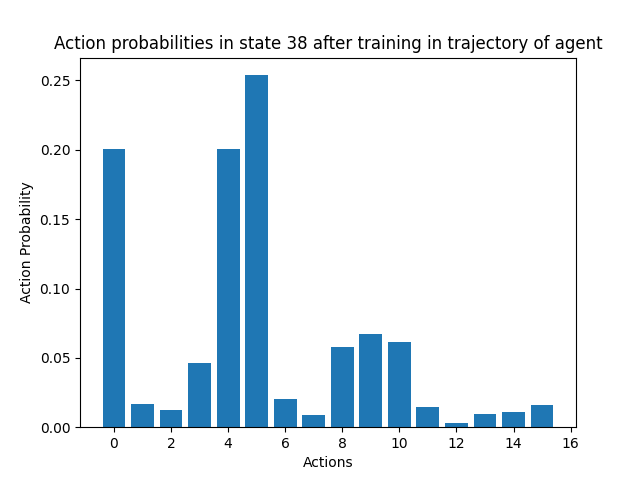 Action probabilities in state 38 after training in trajectory of agent
0.25
0.20
0.15
0.10
0.05
0.00
Action Probability
0 2 4 6 8 10 12 14 16
Actions